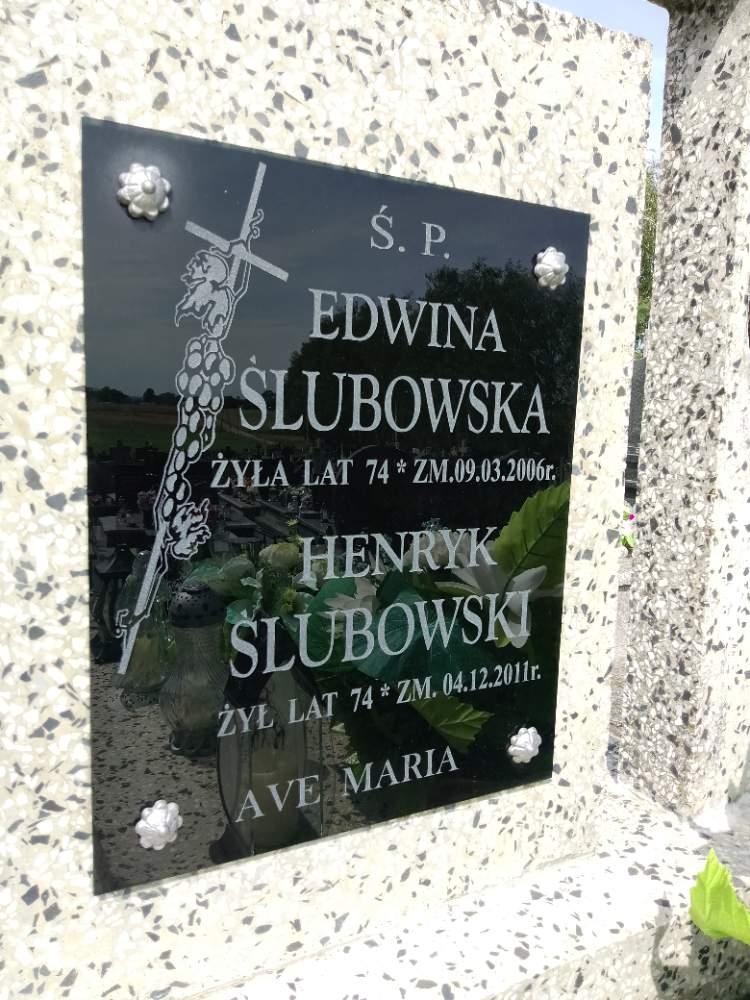 Ś. P.
EDWINA
ŚLUBOWSKA
ŻYŁA LAT 74 * ZM.09.03.2006r.
HENRYK
ŚLUBOWSKI
ŻYŁ LAT 74 * ZM. 04.12.2011r.
AVE MARIA